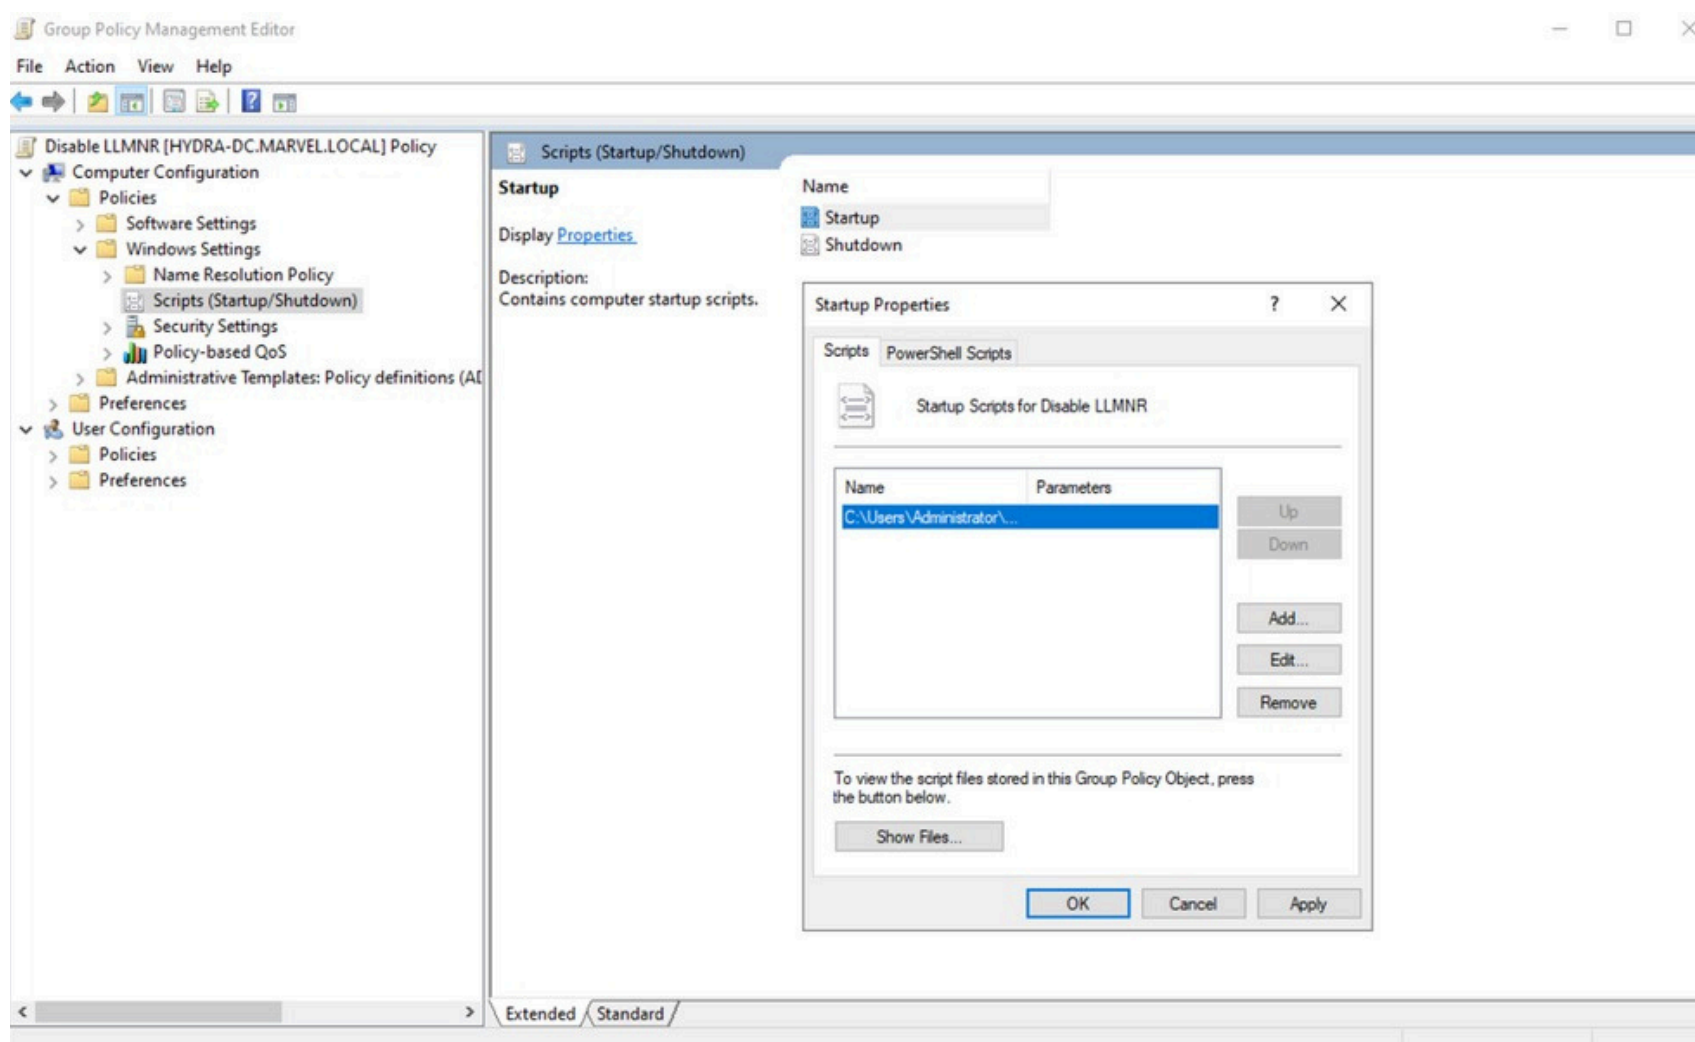 Group Policy Management Editor
File Action View Help
Disable LLMNR [HYDRA-DC.MARVEL.LOCAL] Policy
Computer Configuration
Policies
Software Settings
Windows Settings
Name Resolution Policy
Scripts (Startup/Shutdown)
Security Settings
Policy-based QoS
Administrative Templates: Policy definitions (AD
Preferences
User Configuration
Policies
Preferences
Scripts (Startup/Shutdown)
Startup
Display Properties
Description:
Contains computer startup scripts.
Name
Startup
Shutdown
Startup Properties
Scripts PowerShell Scripts
Startup Scripts for Disable LLMNR
Name Parameters
C:\Users\Administrator\...
Up
Down
Add...
Edit...
Remove
To view the script files stored in this Group Policy Object, press
the button below.
Show Files...
OK Cancel Apply
Extended Standard